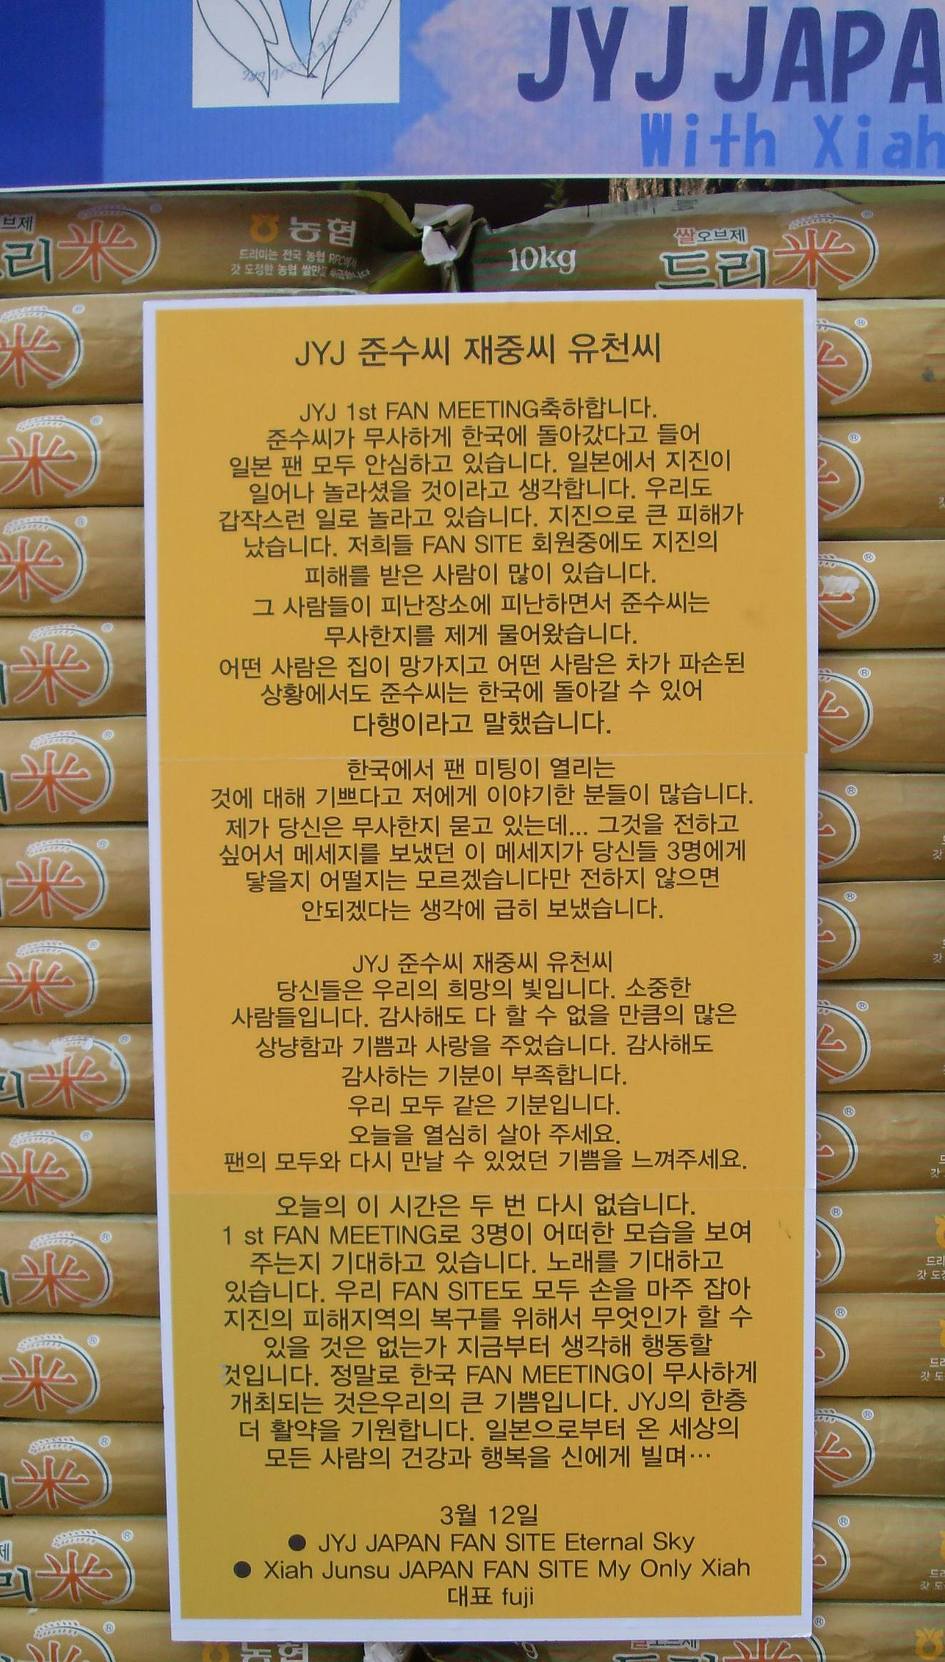 JYJ JAPA
With Xiah
브제
리米
농협
드리미는 전국 농협 RPC에서
갓 도정한 농협 쌀만을
10kg
쌀오브제
드리米
JYJ 준수씨 재중씨 유천씨
JYJ 1st FAN MEETING축하합니다.
준수씨가 무사하게 한국에 돌아갔다고 들어
일본 팬 모두 안심하고 있습니다. 일본에서 지진이
일어나 놀라셨을 것이라고 생각합니다. 우리도
갑작스런 일로 놀라고 있습니다. 지진으로 큰 피해가
났습니다. 저희들 FAN SITE 회원중에도 지진의
피해를 받은 사람이 많이 있습니다.
그 사람들이 피난장소에 피난하면서 준수씨는
무사한지를 제게 물어왔습니다.
어떤 사람은 집이 망가지고 어떤 사람은 차가 파손된
상황에서도 준수씨는 한국에 돌아갈 수 있어
다행이라고 말했습니다.
한국에서 팬 미팅이 열리는
것에 대해 기쁘다고 저에게 이야기한 분들이 많습니다.
제가 당신은 무사한지 묻고 있는데... 그것을 전하고
싶어서 메세지를 보냈던 이 메세지가 당신들 3명에게
닿을지 어떨지는 모르겠습니다만 전하지 않으면
안되겠다는 생각에 급히 보냈습니다.
JYJ 준수씨 재중씨 유천씨
당신들은 우리의 희망의 빛입니다. 소중한
사람들입니다. 감사해도 다 할 수 없을 만큼의 많은
상냥함과 기쁨과 사랑을 주었습니다. 감사해도
감사하는 기분이 부족합니다.
우리 모두 같은 기분입니다.
오늘을 열심히 살아 주세요.
팬의 모두와 다시 만날 수 있었던 기쁨을 느껴주세요.
오늘의 이 시간은 두 번 다시 없습니다.
1 st FAN MEETING로 3명이 어떠한 모습을 보여
주는지 기대하고 있습니다. 노래를 기대하고
있습니다. 우리 FAN SITE도 모두 손을 마주 잡아
지진의 피해지역의 복구를 위해서 무엇인가 할 수
있을 것은 없는가 지금부터 생각해 행동할
것입니다. 정말로 한국 FAN MEETING이 무사하게
개최되는 것은우리의 큰 기쁨입니다. JYJ의 한층
더 활약을 기원합니다. 일본으로부터 온 세상의
모든 사람의 건강과 행복을 신에게 빌며…
3월 12일
● JYJ JAPAN FAN SITE Eternal Sky
● Xiah Junsu JAPAN FAN SITE My Only Xiah
대표 fuji